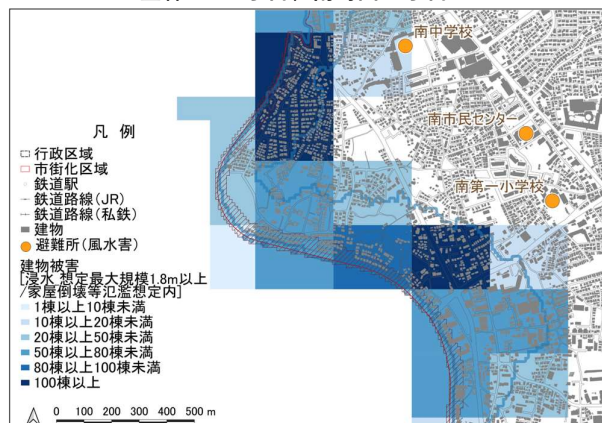 南中学校
南市民センター
南第一小学校
凡 例
行政区域
市街化区域
鉄道駅
鉄道路線(JR)
鉄道路線(私鉄)
建物
避難所(風水害)
建物被害
[浸水 想定最大規模1.8m以上
/家屋倒壊等氾濫想定内]
1棟以上10棟未満
10棟以上20棟未満
20棟以上50棟未満
50棟以上80棟未満
80棟以上100棟未満
100棟以上
0 100 200 300 400 500 m